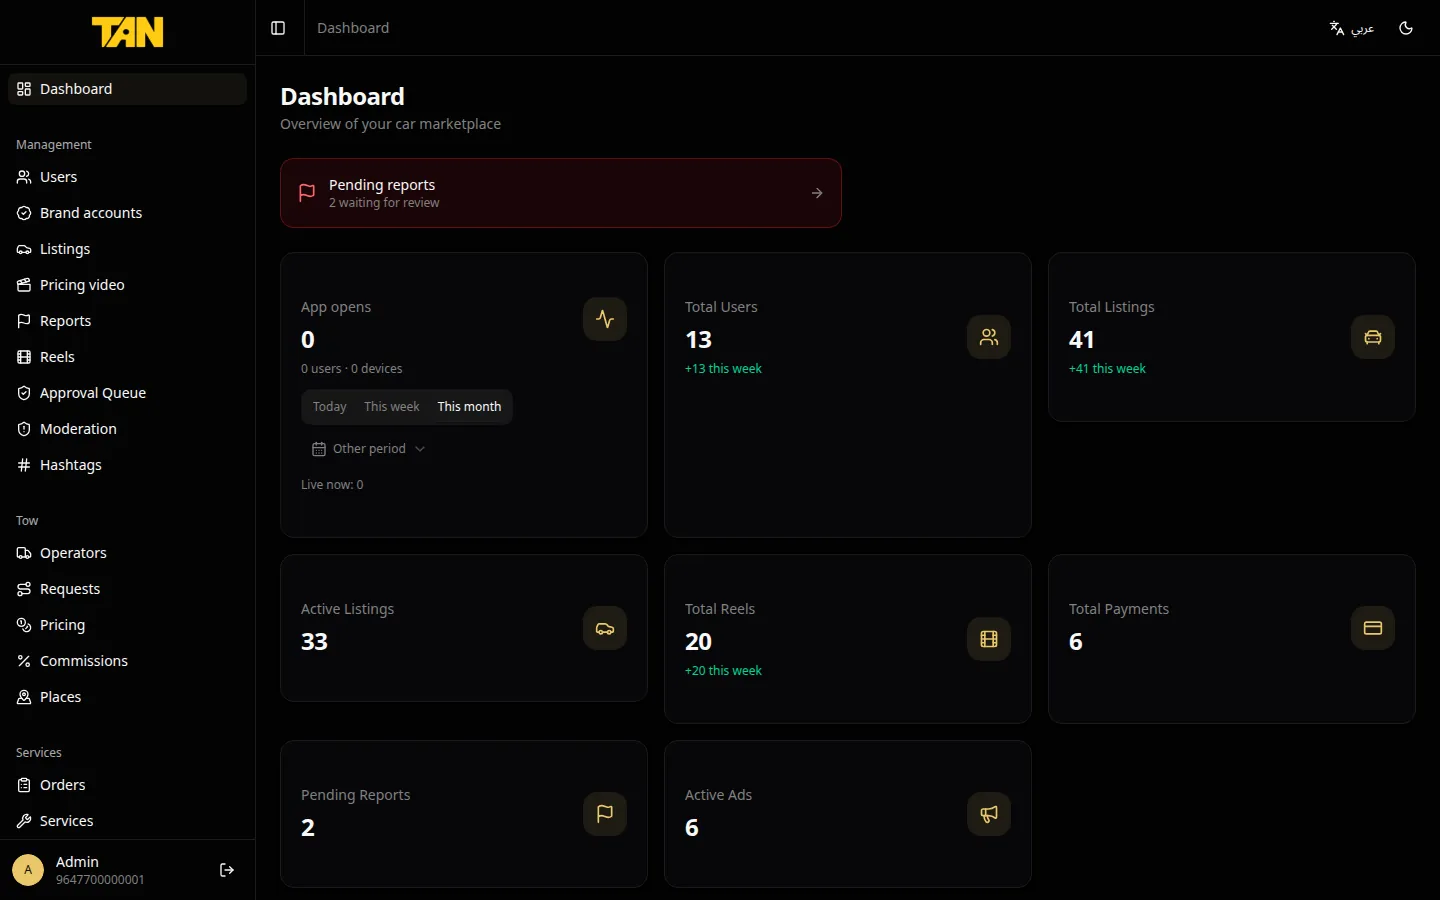 TAN
Dashboard
Management
Users
Brand accounts
Listings
Pricing video
Reports
Reels
Approval Queue
Moderation
Hashtags
Tow
Operators
Requests
Pricing
Commissions
Places
Services
Orders
Services
A
Admin
9647700000001
Dashboard
عربي
Dashboard
Overview of your car marketplace
Pending reports
2 waiting for review
App opens
0
0 users · 0 devices
Today This week This month
Other period
Live now: 0
Total Users
13
+13 this week
Total Listings
41
+41 this week
Active Listings
33
Total Reels
20
+20 this week
Total Payments
6
Pending Reports
2
Active Ads
6